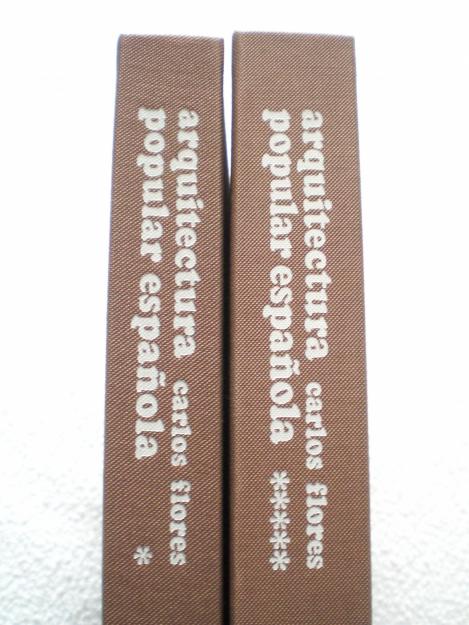 arquitectura carlos flores
popular española *
arquitectura carlos flores
popular española *****